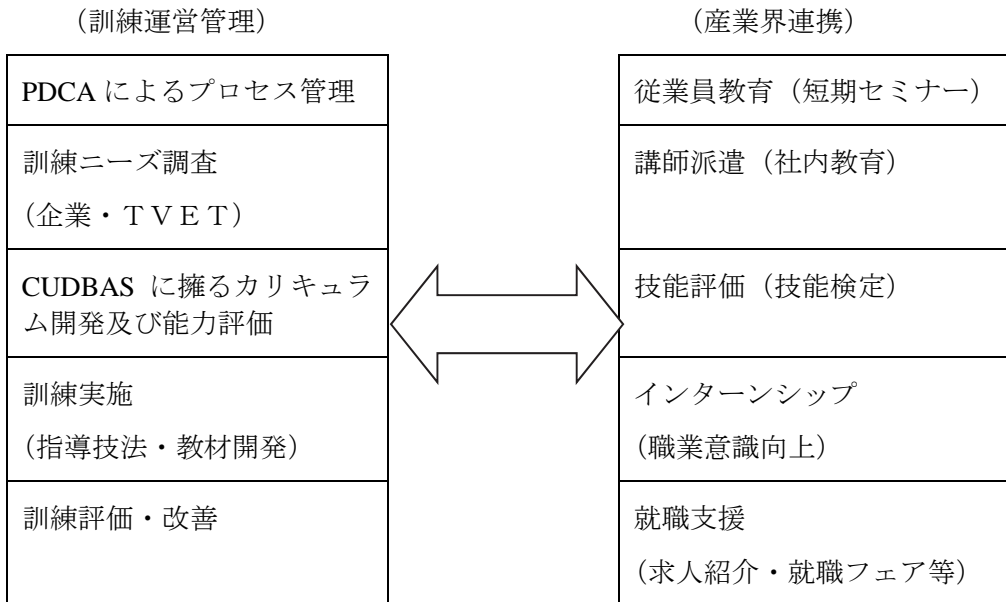 (訓練運営管理)
PDCA によるプロセス管理
訓練ニーズ調査
(企業・ＴＶＥＴ)
CUDBAS に擁るカリキュラ
ム開発及び能力評価
訓練実施
(指導技法・教材開発)
訓練評価・改善
(産業界連携)
従業員教育（短期セミナー）
講師派遣（社内教育）
技能評価（技能検定）
インターンシップ
(職業意識向上)
就職支援
(求人紹介・就職フェア等)